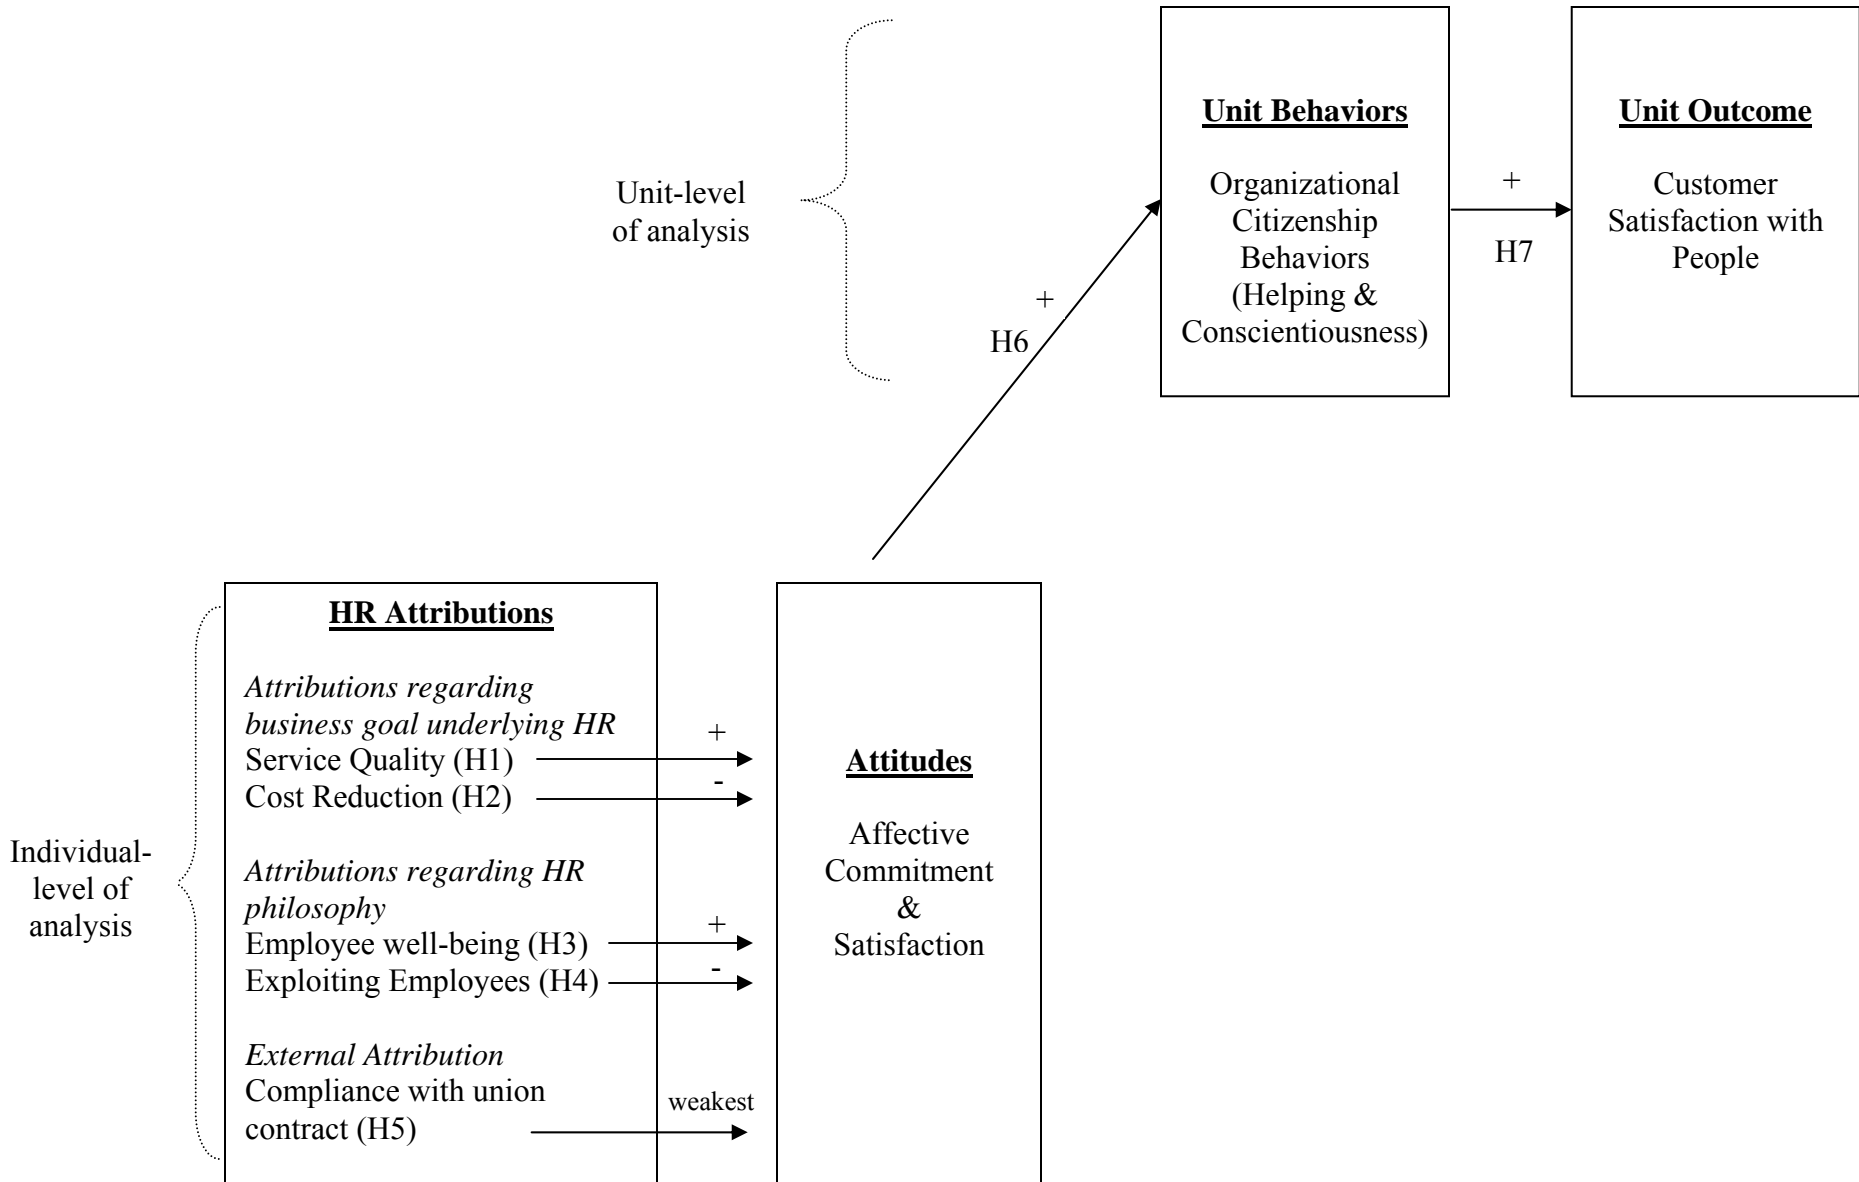 Unit-level
of analysis
+
H6
Unit Behaviors
Organizational
Citizenship
Behaviors
(Helping &
Conscientiousness)
+
H7
Unit Outcome
Customer
Satisfaction with
People
Individual-
level of
analysis
HR Attributions
Attributions regarding
business goal underlying HR
Service Quality (H1)
Cost Reduction (H2)
Attributions regarding HR
philosophy
Employee well-being (H3)
Exploiting Employees (H4)
External Attribution
Compliance with union
contract (H5)
+
-
+
-
weakest
Attitudes
Affective
Commitment
&
Satisfaction